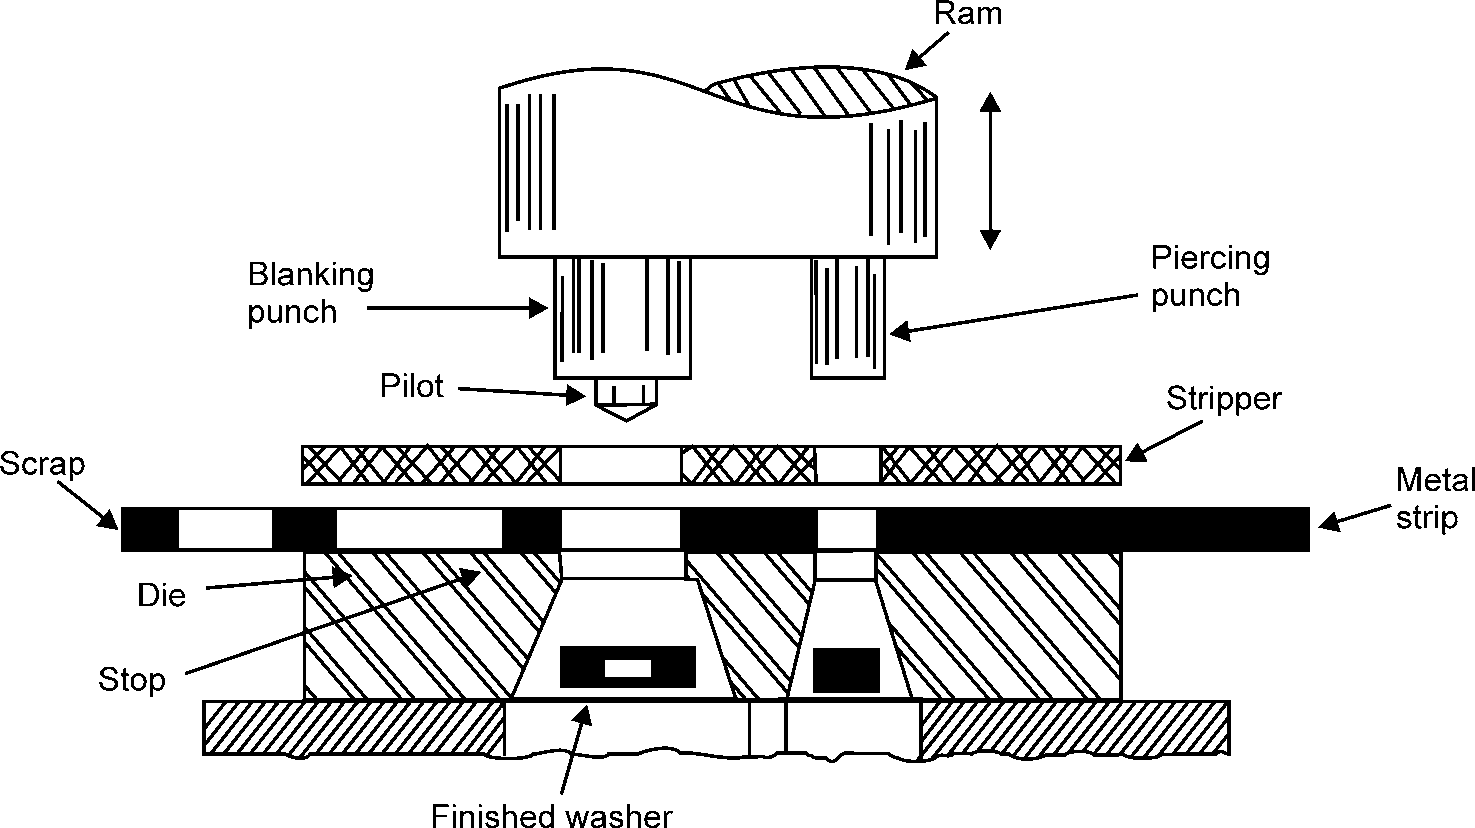 Ram
Blanking
punch
Piercing
punch
Pilot
Stripper
Scrap
Metal
strip
Die
Stop
Finished washer